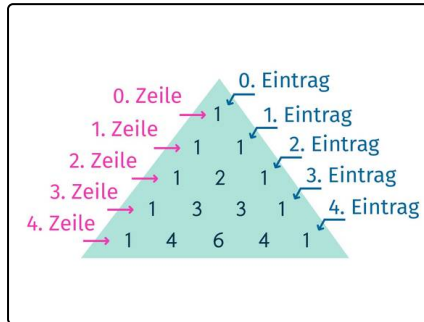 0. Zeile 1 0. Eintrag
1. Zeile 1 1 1. Eintrag
2. Zeile 1 2 1 2. Eintrag
3. Zeile 1 3 3 1 3. Eintrag
4. Zeile 1 4 6 4 1 4. Eintrag